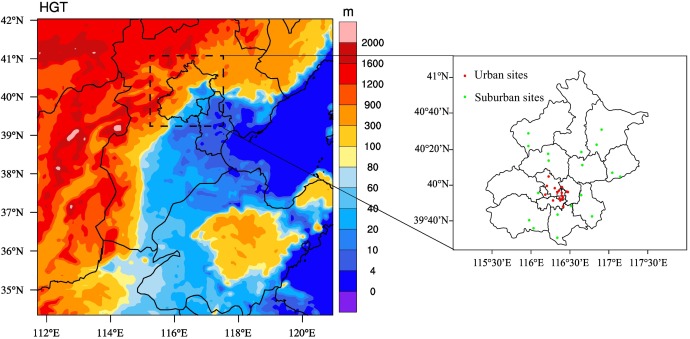 HGT
m
42°N
41°N
40°N
39°N
38°N
37°N
36°N
35°N
112°E
114°E
116°E
118°E
120°E
2000
1600
1200
900
300
100
80
60
40
20
10
4
0
Urban sites
Suburban sites
41°N
40°40'N
40°20'N
40°N
39°40'N
115°30'E
116°E
116°30'E
117°E
117°30'E